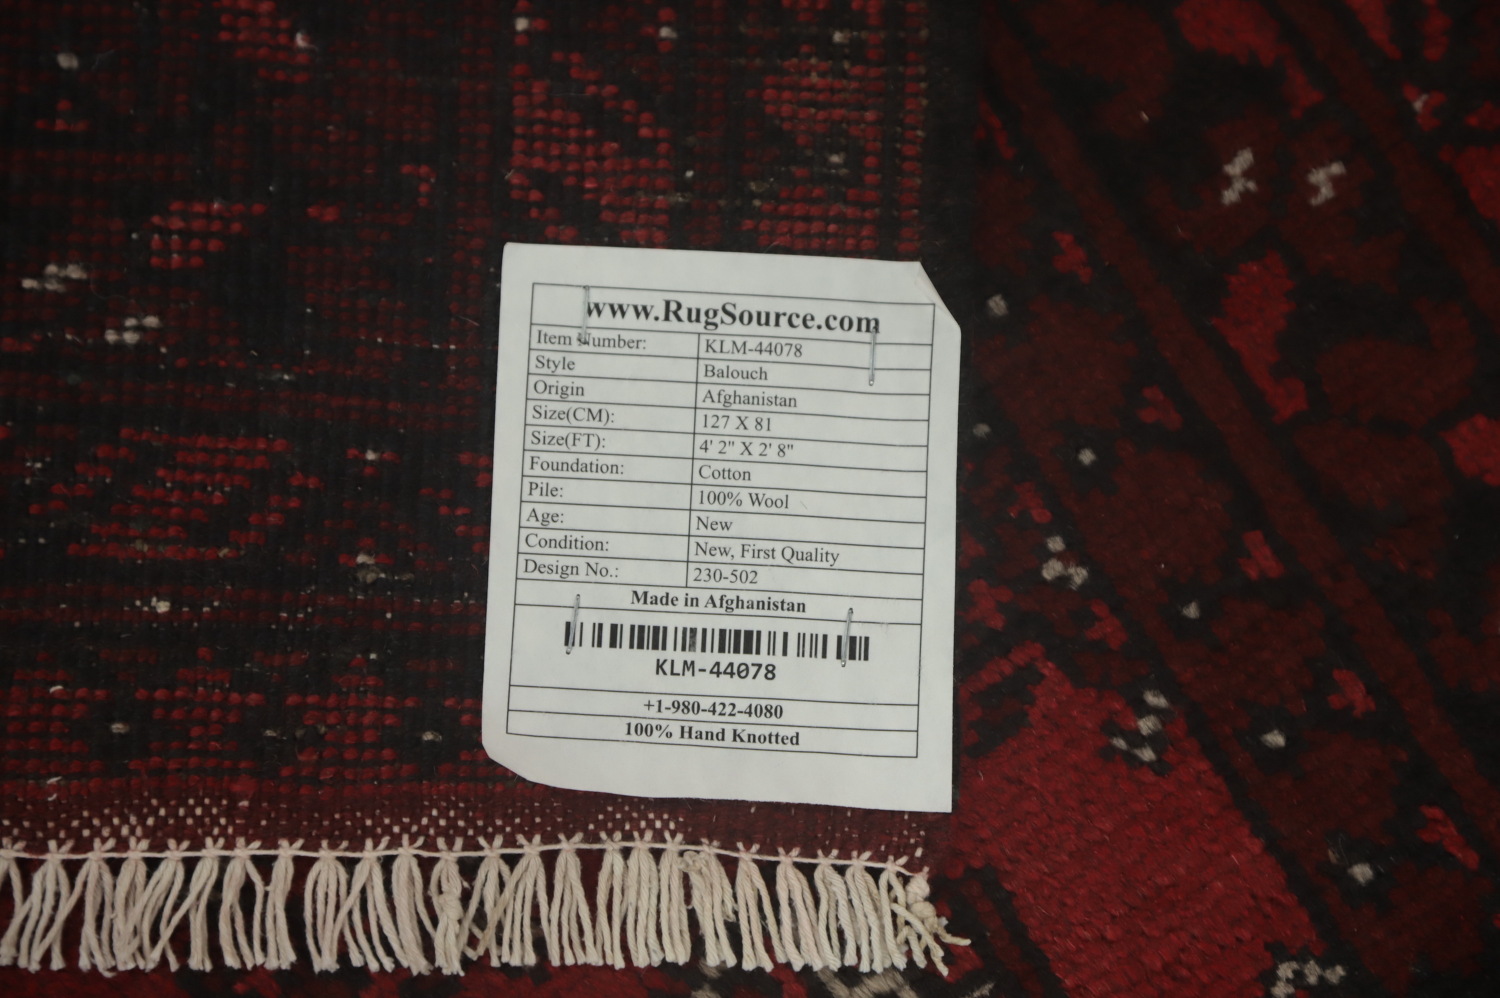 www.RugSource.com
Item Number: KLM-44078
Style Balouch
Origin Afghanistan
Size(CM): 127 X 81
Size(FT): 4' 2" X 2' 8"
Foundation: Cotton
Pile: 100% Wool
Age: New
Condition: New, First Quality
Design No.: 230-502
Made in Afghanistan
KLM-44078
+1-980-422-4080
100% Hand Knotted